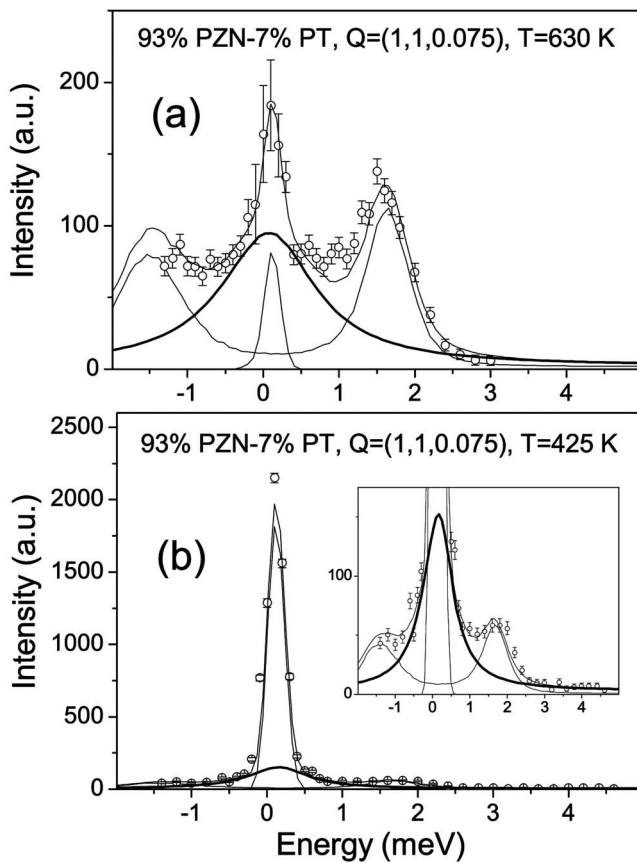 93% PZN-7% PT, Q=(1,1,0.075), T=630 K
(a)
200
100
0
Intensity (a.u.)
-1 0 1 2 3 4
93% PZN-7% PT, Q=(1,1,0.075), T=425 K
(b)
2500
2000
1500
1000
500
0
Intensity (a.u.)
100
0
-1 0 1 2 3 4
-1 0 1 2 3 4
Energy (meV)